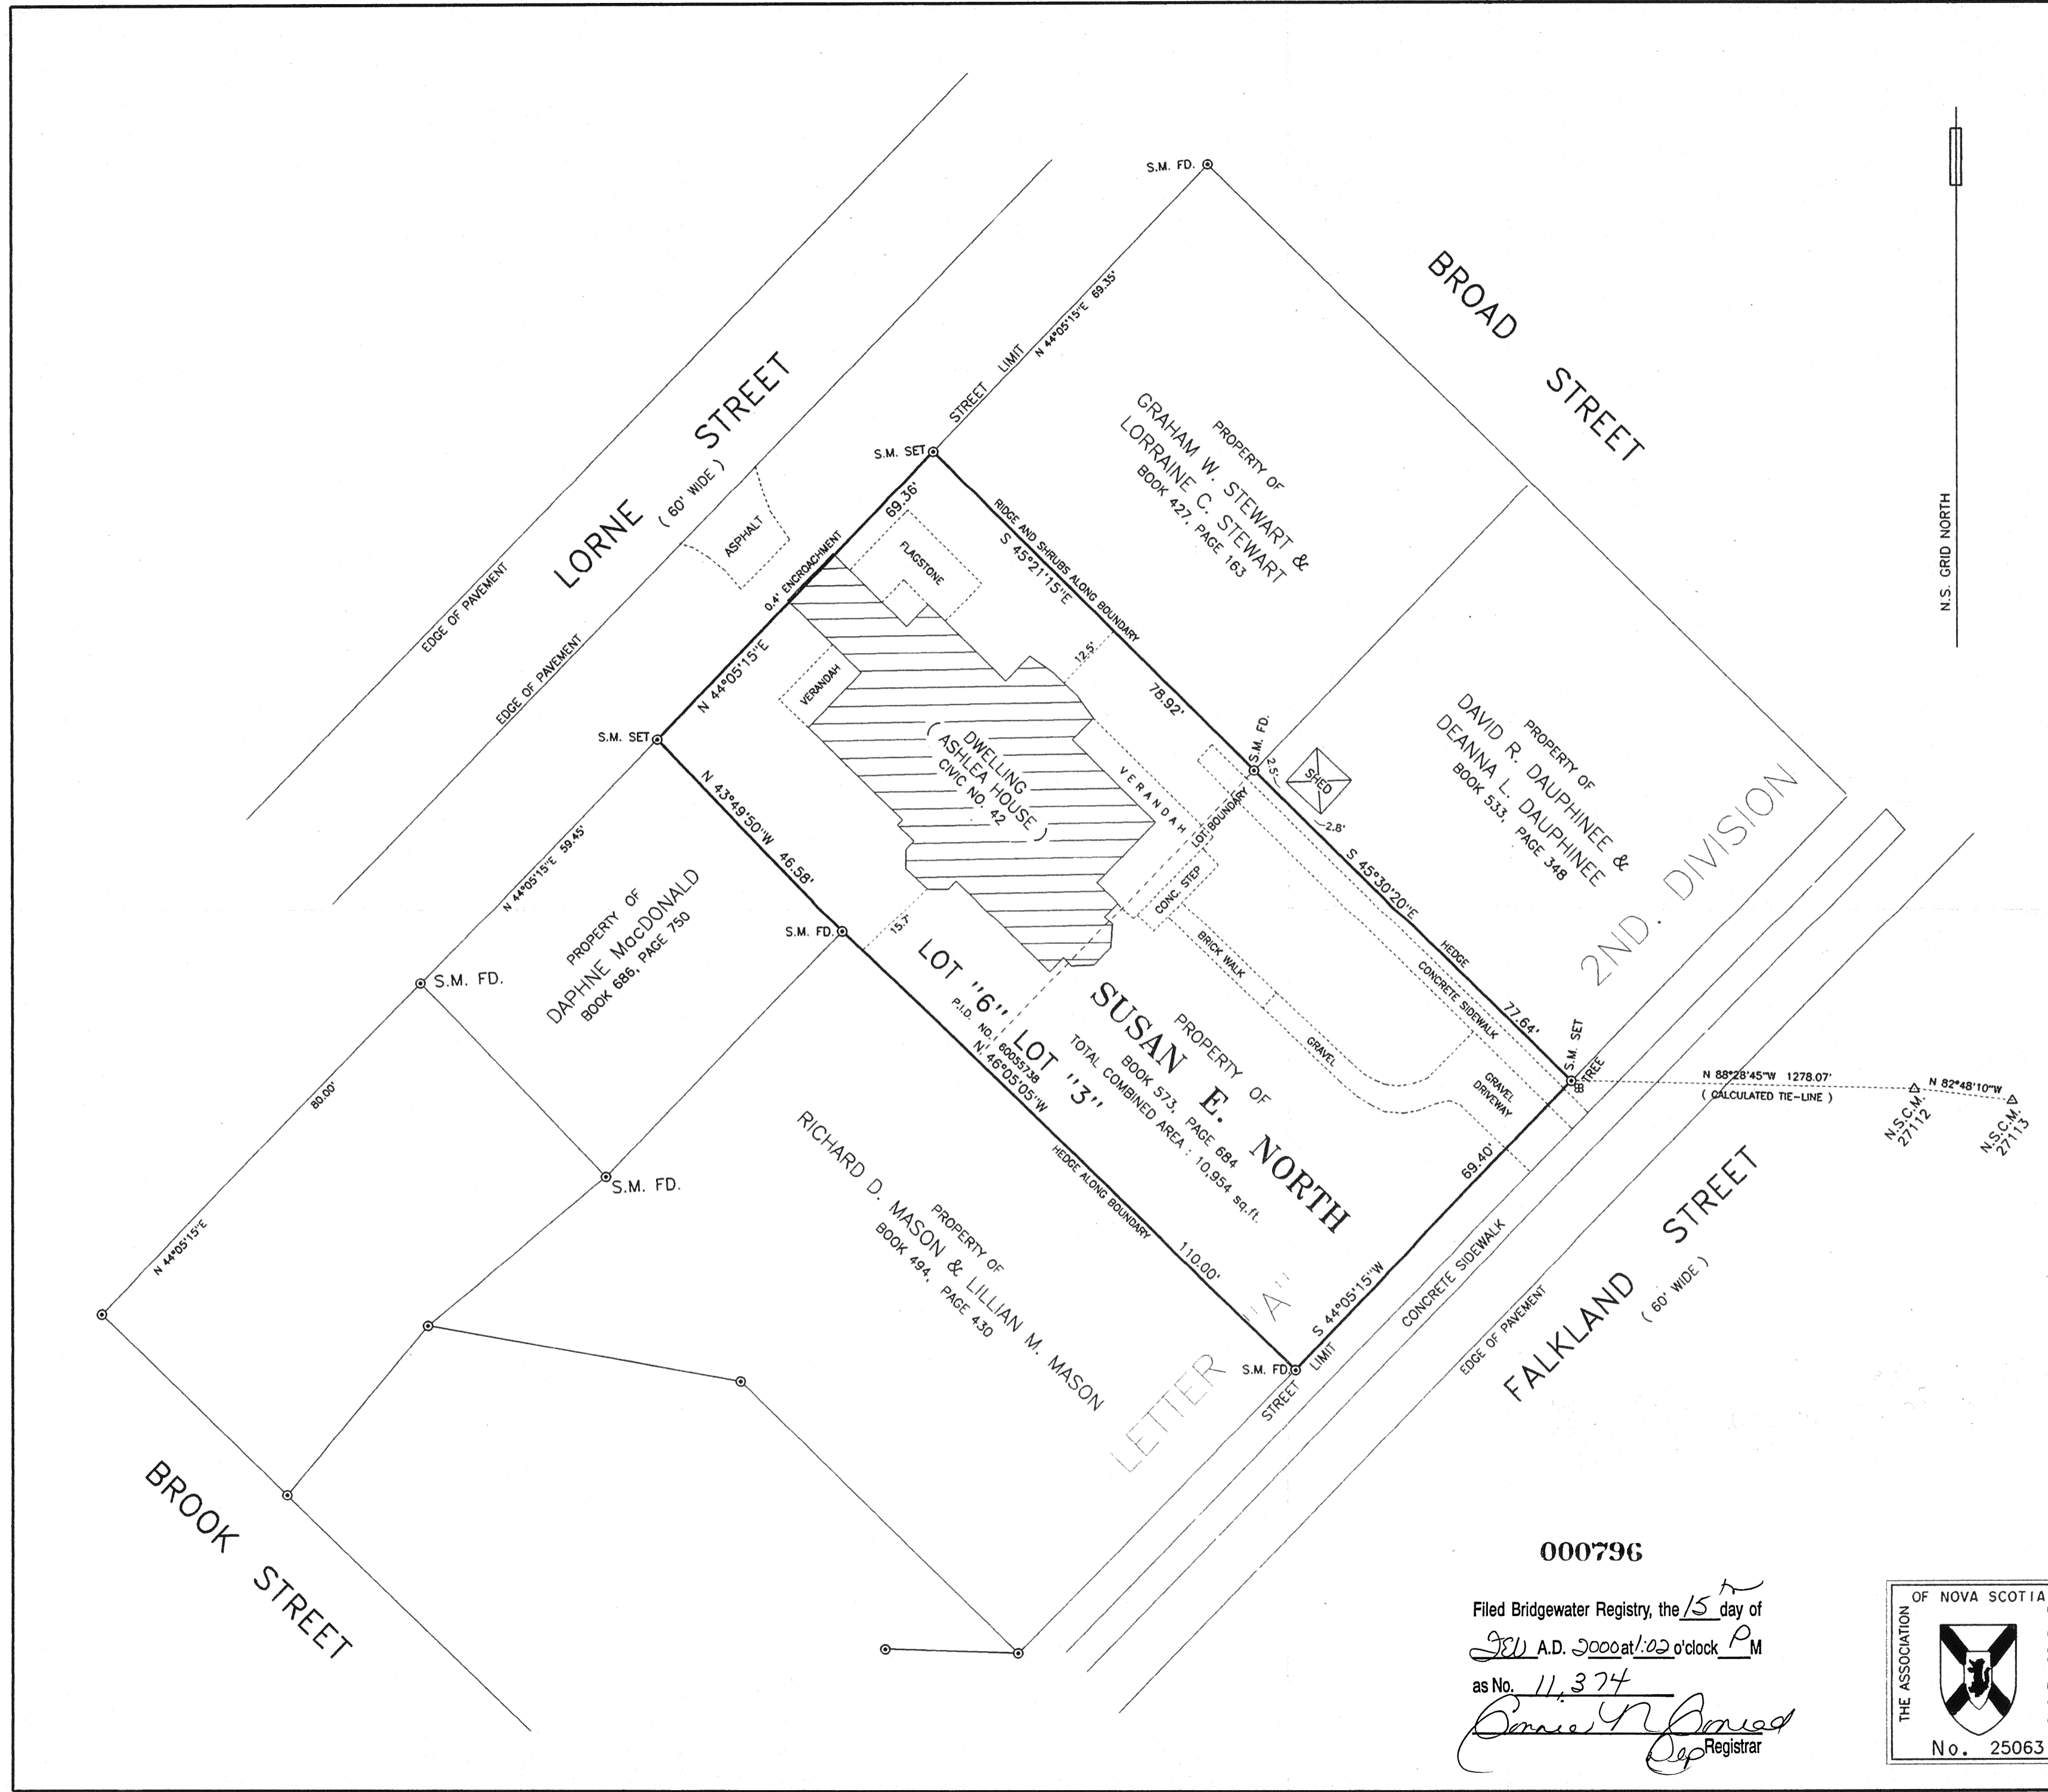 S.M. FD.
BROAD STREET
N 44°05'15"E 69.35'
STREET LIMIT
LORNE STREET
( 60' WIDE )
EDGE OF PAVEMENT
EDGE OF PAVEMENT
ASPHALT
S.M. SET
69.36'
0.4' ENCROACHMENT
N 44°05'15"E
FLAGSTONE
RIDGE AND SHRUBS ALONG BOUNDARY
S 45°21'15"E
78.92'
12.5'
PROPERTY OF
GRAHAM W. STEWART &
LORRAINE C. STEWART
BOOK 427, PAGE 163
N.S. GRID NORTH
VERANDAH
S.M. SET
DWELLING
( ASHLEA HOUSE )
CIVIC NO. 42
VERANDAH
LOT BOUNDARY
S.M. FD.
2.5'
SHED
2.8'
PROPERTY OF
DAVID R. DAUPHINEE &
DEANNA L. DAUPHINEE
BOOK 533, PAGE 348
2ND. DIVISION
N 43°49'50"W 46.58'
N 44°05'15"E 59.45'
PROPERTY OF
DAPHNE MacDONALD
BOOK 686, PAGE 750
S.M. FD.
15.7'
S.M. FD.
CONC. STEP
BRICK WALK
GRAVEL
GRAVEL
DRIVEWAY
S 45°30'20"E
HEDGE
CONCRETE SIDEWALK
77.64'
S.M. SET
TREE
N 88°28'45"W 1278.07'
( CALCULATED TIE-LINE )
N 82°48'10"W
N.S.C.M.
27112
N.S.C.M.
27113
LOT "6"
P.I.D. NO. 60055738
LOT "3"
N 46°05'05"W
HEDGE ALONG BOUNDARY
110.00'
PROPERTY OF
SUSAN E. NORTH
BOOK 573, PAGE 684
TOTAL COMBINED AREA : 10,954 sq.ft.
69.40'
S 44°05'15"W
80.00'
N 44°05'15"E
S.M. FD.
PROPERTY OF
RICHARD D. MASON & LILLIAN M. MASON
BOOK 494, PAGE 430
LETTER "A"
S.M. FD.
STREET LIMIT
CONCRETE SIDEWALK
EDGE OF PAVEMENT
FALKLAND STREET
( 60' WIDE )
BROOK STREET
000796
Filed Bridgewater Registry, the 15th day of
Feb A.D. 2000 at 1:02 o'clock P M
as No. 11,374
Connie N Conrad
Dep Registrar
THE ASSOCIATION
OF NOVA SCOTIA
No. 25063